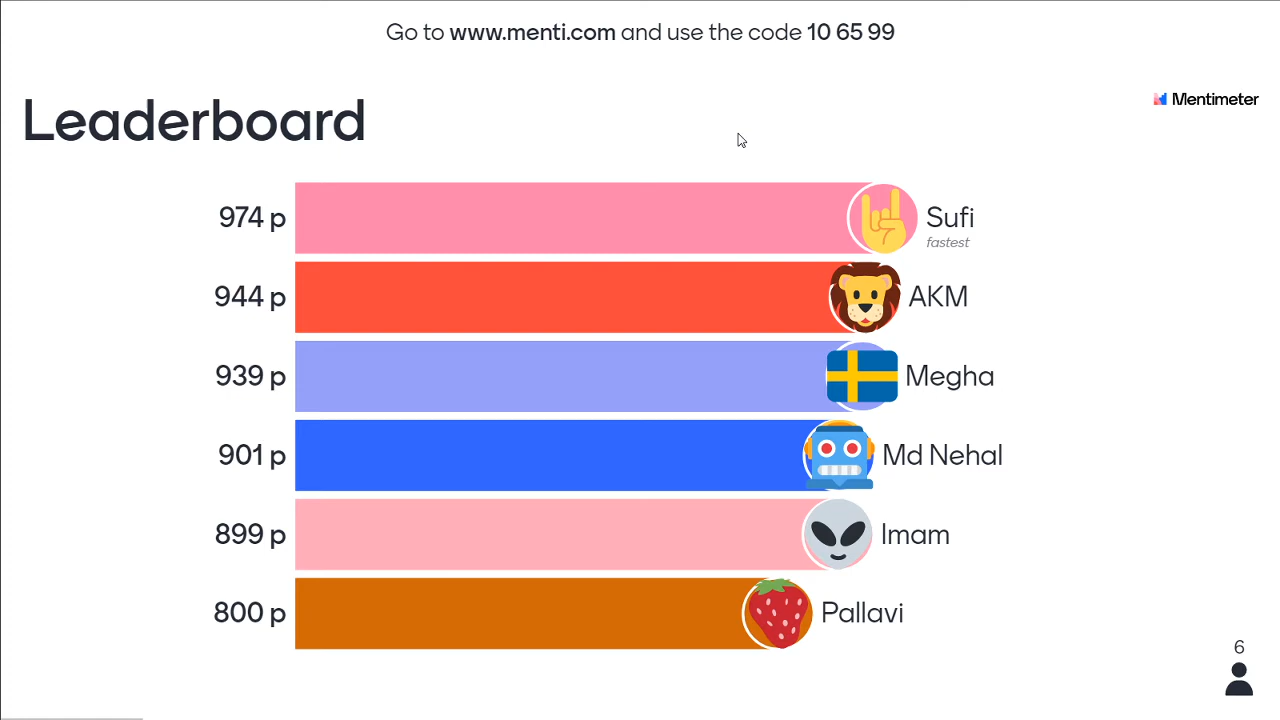 Go to www.menti.com and use the code 10 65 99
Mentimeter
Leaderboard
974 p Sufi
fastest
944 p AKM
939 p Megha
901 p Md Nehal
899 p Imam
800 p Pallavi
6